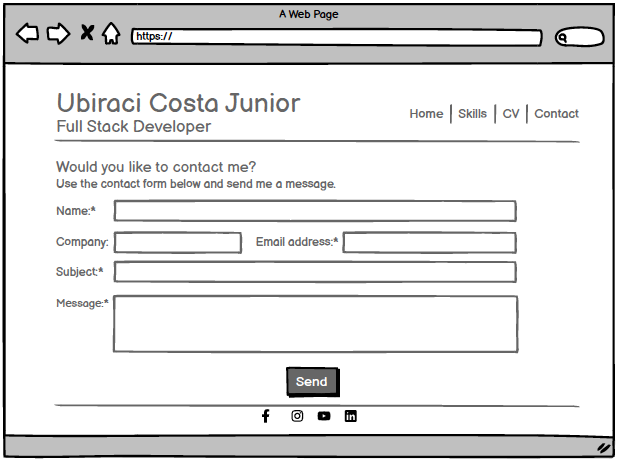 A Web Page
https://
Ubiraci Costa Junior
Full Stack Developer
Home Skills CV Contact
Would you like to contact me?
Use the contact form below and send me a message.
Name:*
Company: Email address:*
Subject:*
Message:*
Send